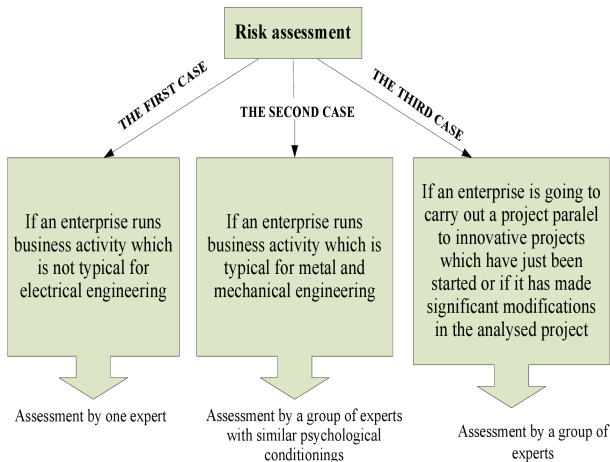 Risk assessment
THE FIRST CASE
THE SECOND CASE
THE THIRD CASE
If an enterprise runs
business activity which
is not typical for
electrical engineering
If an enterprise runs
business activity which is
typical for metal and
mechanical engineering
If an enterprise is going to
carry out a project paralel
to innovative projects
which have just been
started or if it has made
significant modifications
in the analysed project
Assessment by one expert
Assessment by a group of experts
with similar psychological
conditionings
Assessment by a group of
experts